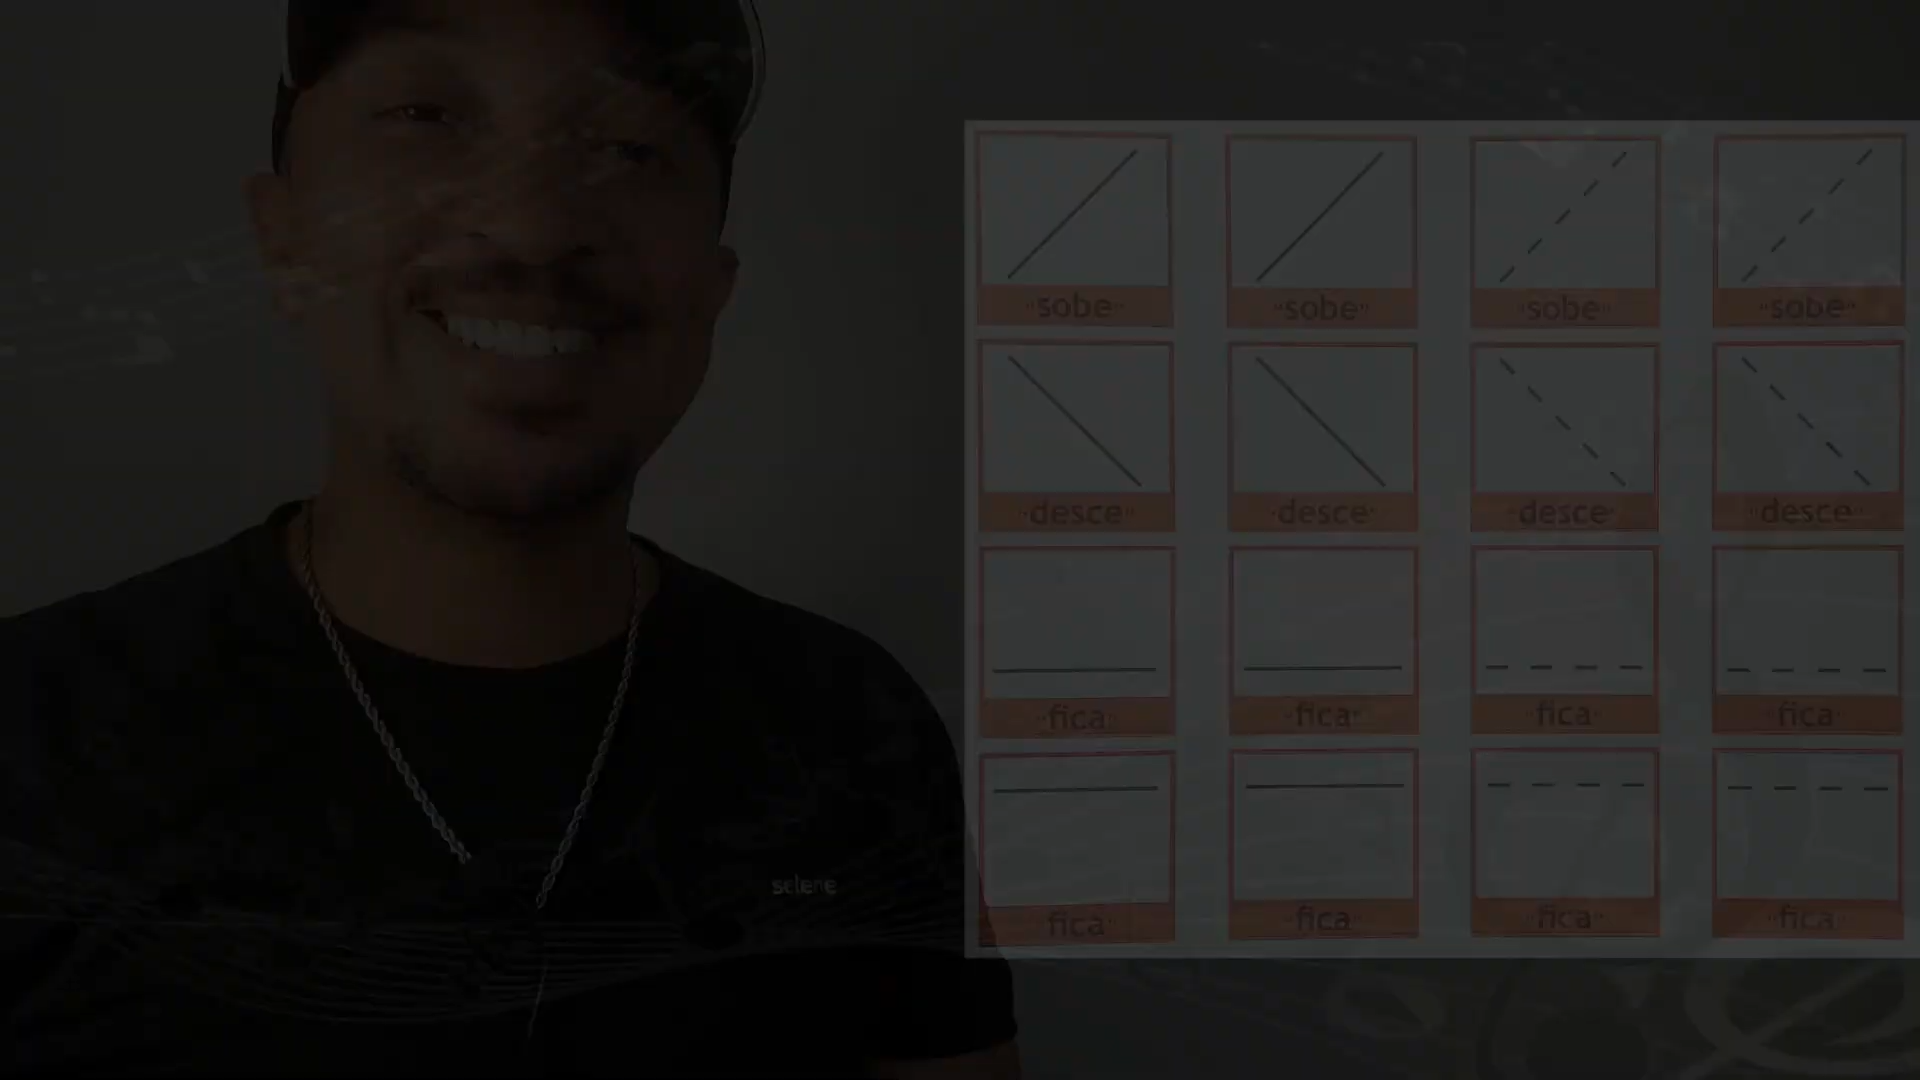 "sobe" "sobe" "sobe" "sobe"
"desce" "desce" "desce" "desce"
"fica" "fica" "fica" "fica"
"fica" "fica" "fica" "fica"
selene